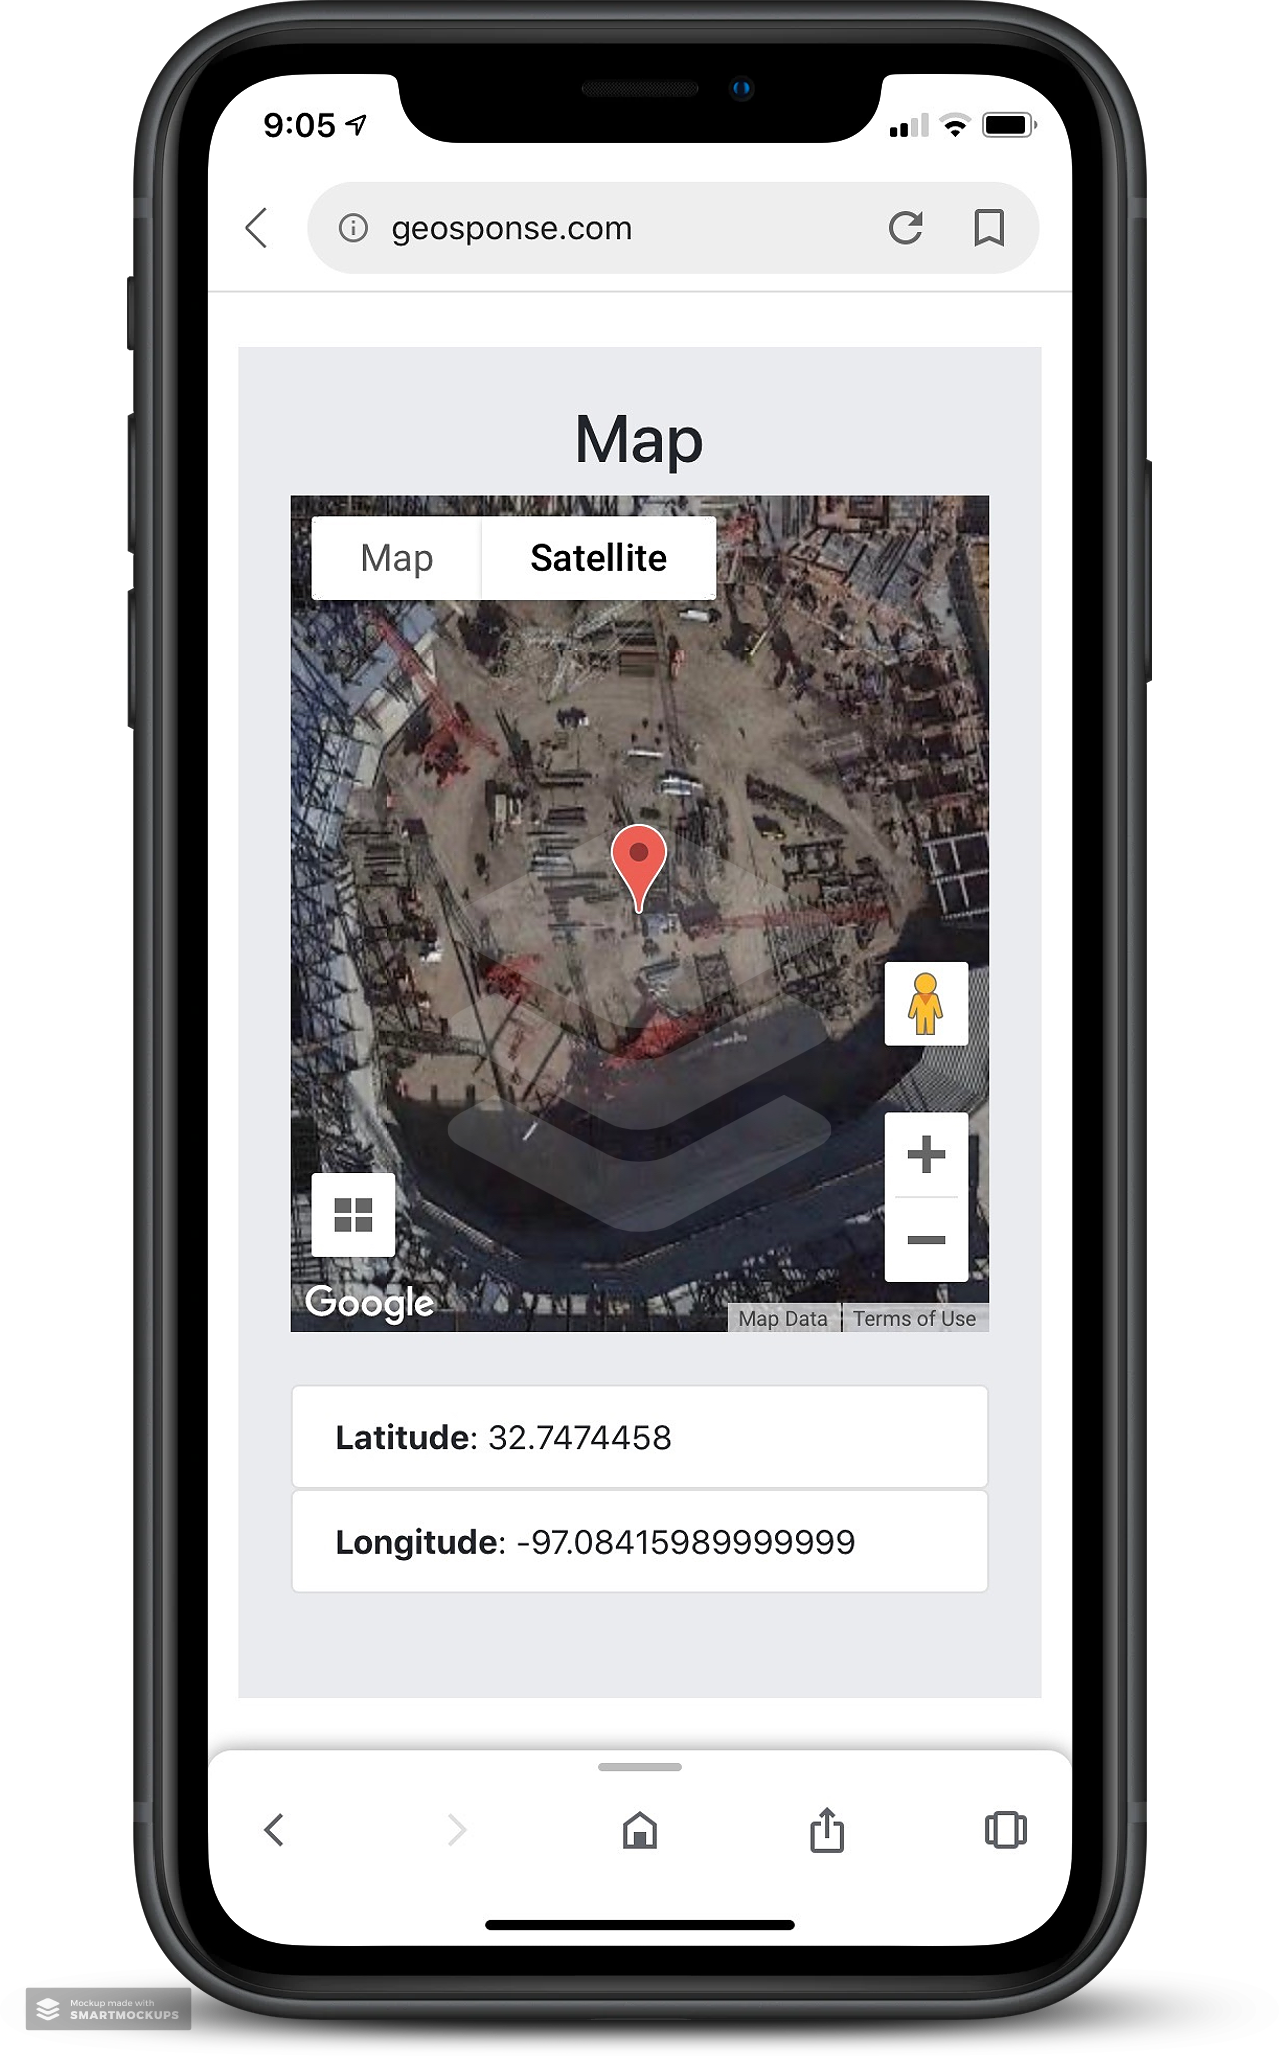 9:05
geosponse.com
Map
Map Satellite
Google
Map Data Terms of Use
Latitude: 32.7474458
Longitude: -97.08415989999999
Mockup made with
SMARTMOCKUPS